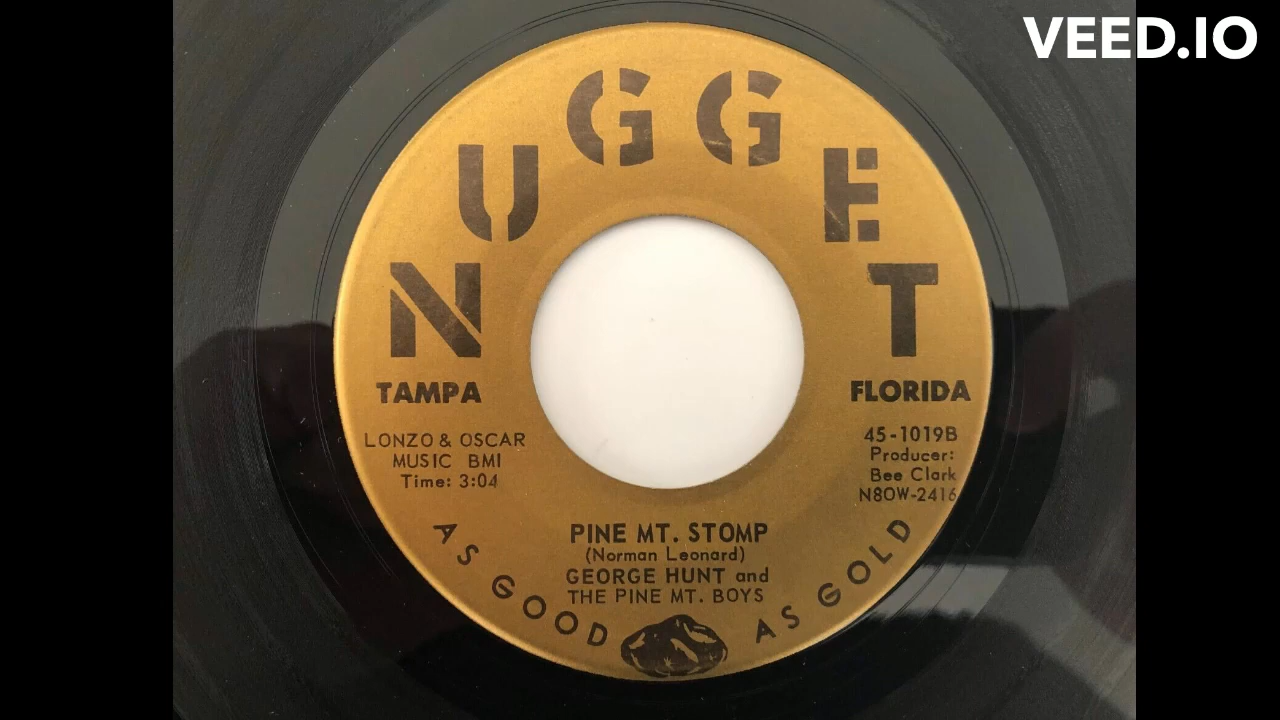 VEED.IO
NUGGET
TAMPA
FLORIDA
LONZO & OSCAR
MUSIC BMI
Time: 3:04
45-1019B
Producer:
Bee Clark
N8OW-2416
PINE MT. STOMP
(Norman Leonard)
GEORGE HUNT and
THE PINE MT. BOYS
AS GOOD AS GOLD